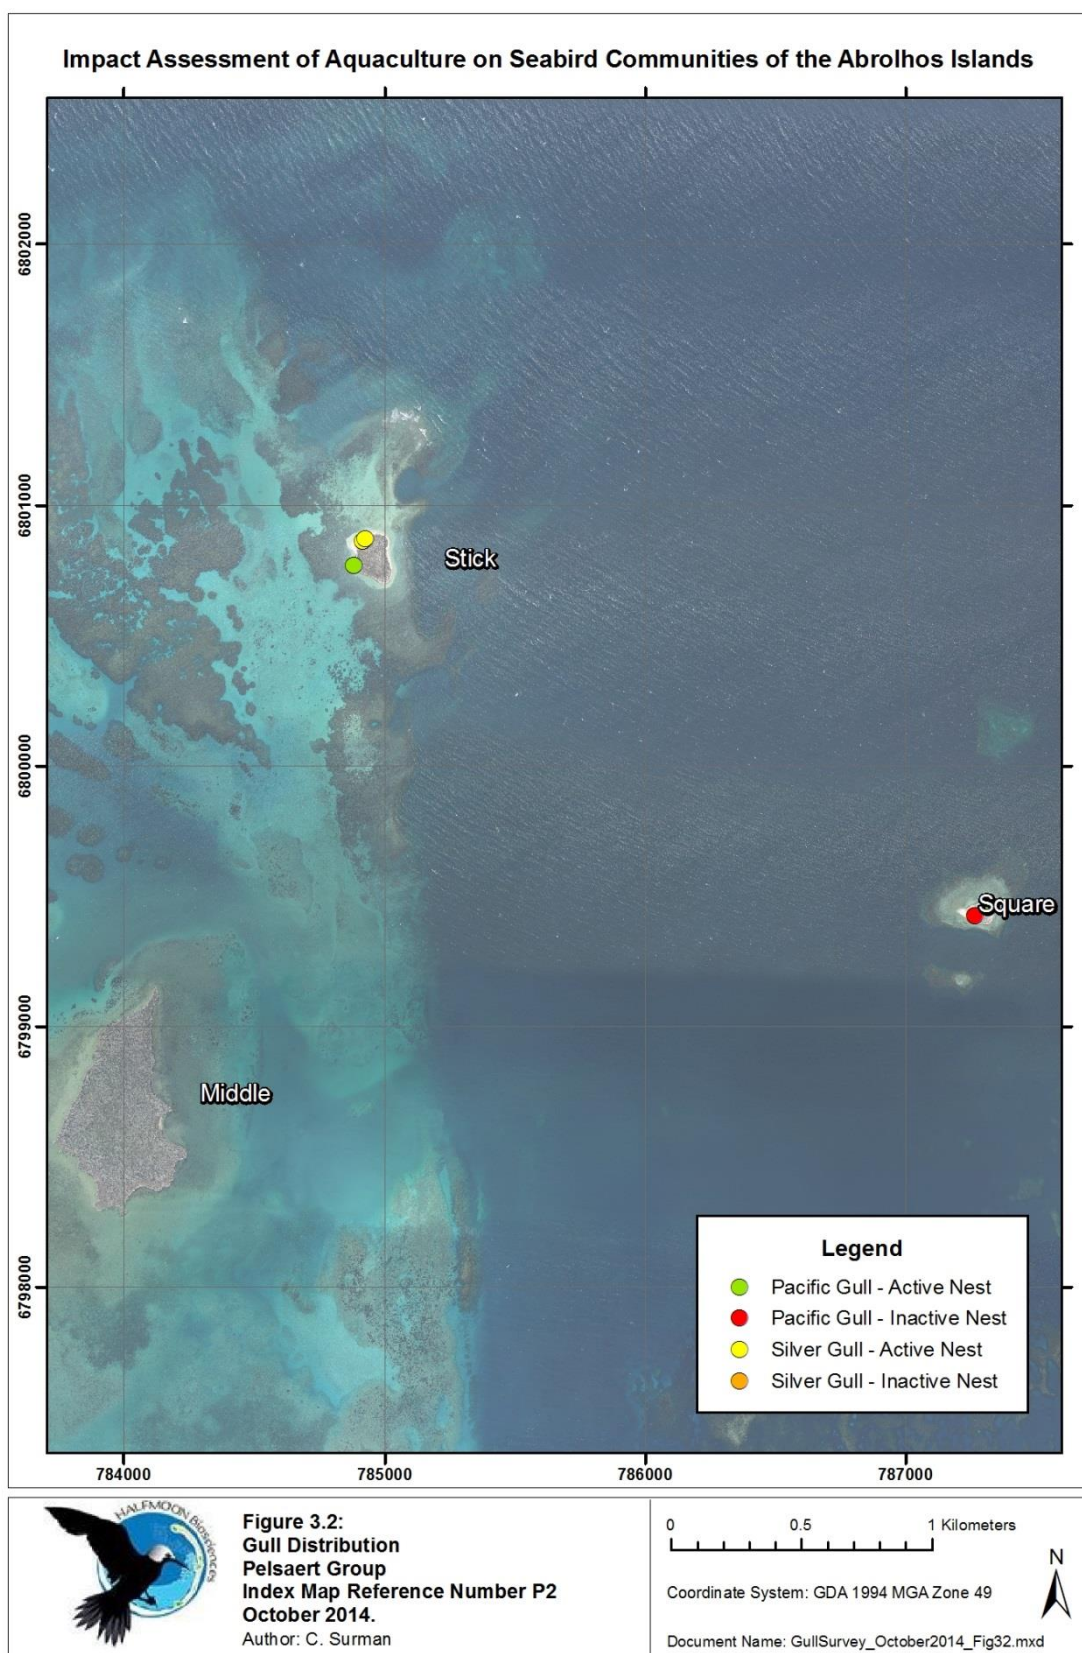 Impact Assessment of Aquaculture on Seabird Communities of the Abrolhos Islands
6802000
6801000
6800000
6799000
6798000
Stick
Square
Middle
Legend
Pacific Gull - Active Nest
Pacific Gull - Inactive Nest
Silver Gull - Active Nest
Silver Gull - Inactive Nest
784000
785000
786000
787000
HALFMOON Biosciences
Figure 3.2:
Gull Distribution
Pelsaert Group
Index Map Reference Number P2
October 2014.
Author: C. Surman
0 0.5 1 Kilometers
N
Coordinate System: GDA 1994 MGA Zone 49
Document Name: GullSurvey_October2014_Fig32.mxd